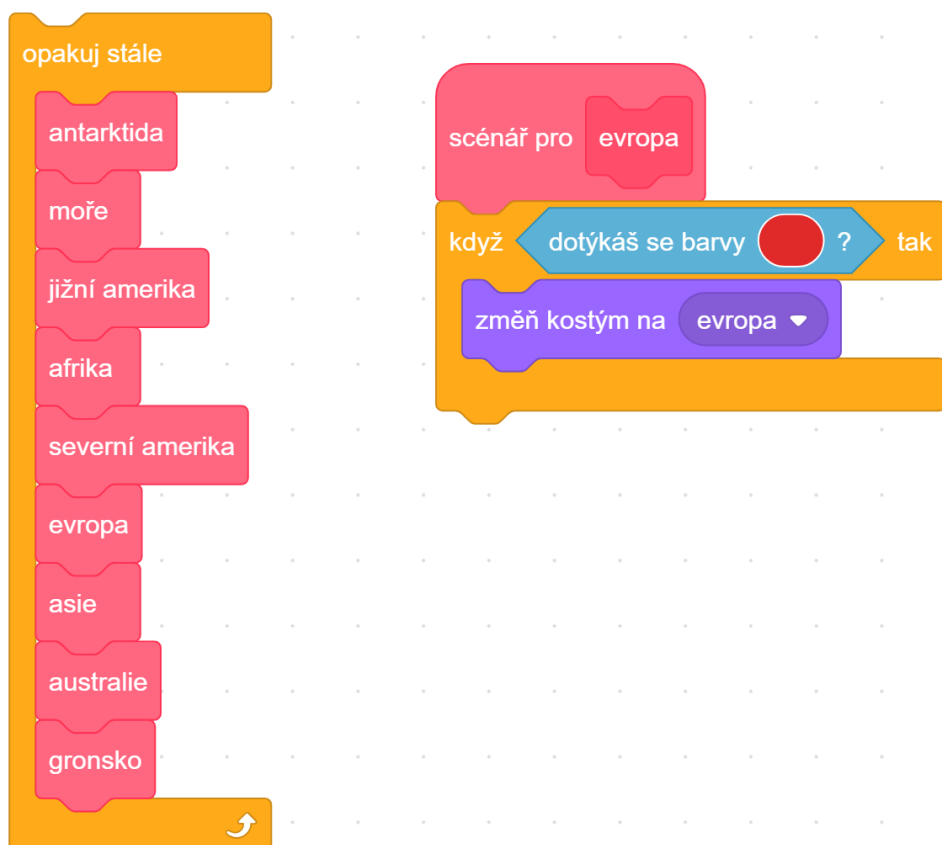 opakuj stále
antarktida
moře
jižní amerika
afrika
severní amerika
evropa
asie
australie
gronsko
scénář pro evropa
když dotýkáš se barvy ? tak
změň kostým na evropa